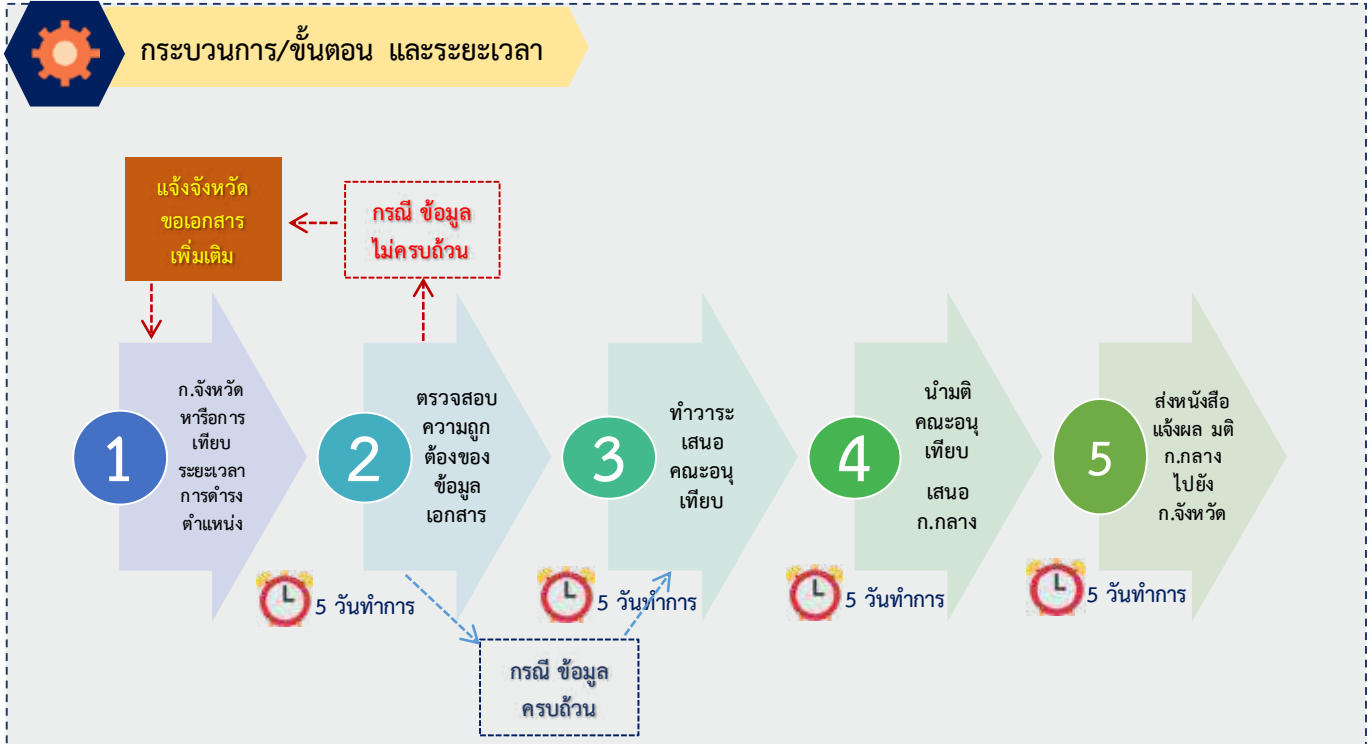 กระบวนการ/ขั้นตอน และระยะเวลา
แจ้งจังหวัด
ขอเอกสาร
เพิ่มเติม
กรณี ข้อมูล
ไม่ครบถ้วน
1
ก.จังหวัด
หารือการ
เทียบ
ระยะเวลา
การดำรง
ตำแหน่ง
2
ตรวจสอบ
ความถูก
ต้องของ
ข้อมูล
เอกสาร
3
ทำวาระ
เสนอ
คณะอนุ
เทียบ
4
นำมติ
คณะอนุ
เทียบ
เสนอ
ก.กลาง
5
ส่งหนังสือ
แจ้งผล มติ
ก.กลาง
ไปยัง
ก.จังหวัด
5 วันทำการ
5 วันทำการ
5 วันทำการ
5 วันทำการ
กรณี ข้อมูล
ครบถ้วน